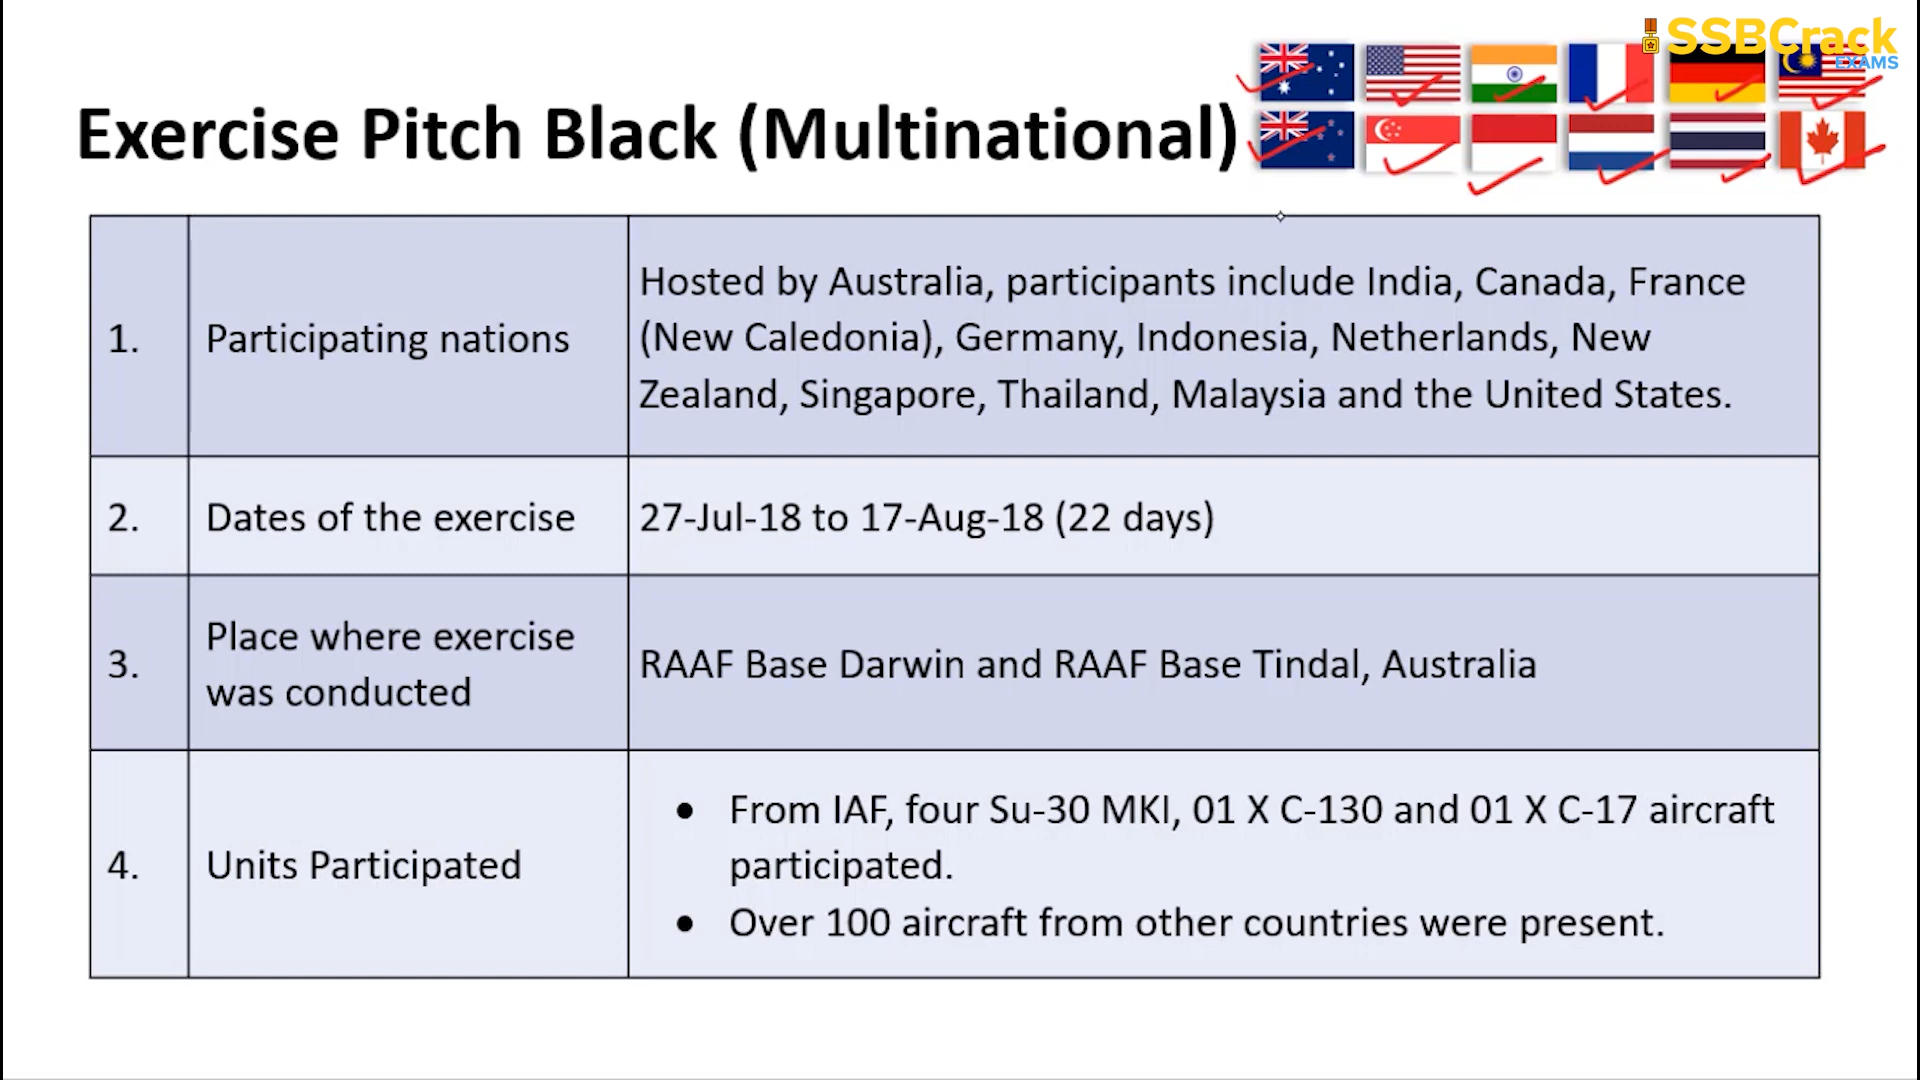 SSBCrack
EXAMS
Exercise Pitch Black (Multinational)
1.
Participating nations
Hosted by Australia, participants include India, Canada, France
(New Caledonia), Germany, Indonesia, Netherlands, New
Zealand, Singapore, Thailand, Malaysia and the United States.
2.
Dates of the exercise
27-Jul-18 to 17-Aug-18 (22 days)
3.
Place where exercise
was conducted
RAAF Base Darwin and RAAF Base Tindal, Australia
4.
Units Participated
• From IAF, four Su-30 MKI, 01 X C-130 and 01 X C-17 aircraft
participated.
• Over 100 aircraft from other countries were present.